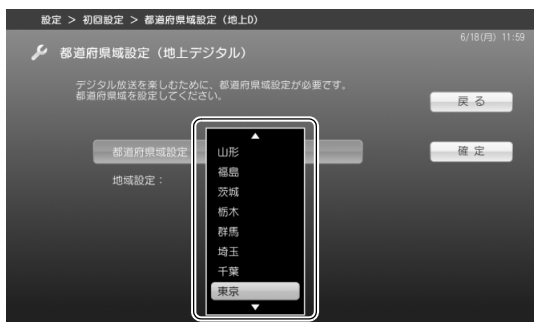 設定 > 初回設定 > 都道府県域設定（地上D）
6/18(月) 11:59
都道府県域設定（地上デジタル）
デジタル放送を楽しむために、都道府県域設定が必要です。
都道府県域を設定してください。
戻る
都道府県域設定
確定
地域設定：
山形
福島
茨城
栃木
群馬
埼玉
千葉
東京